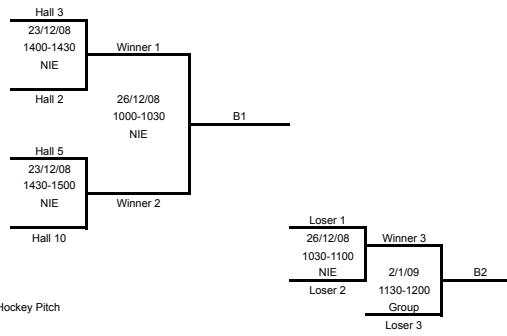 Hall 3
23/12/08
1400-1430
NIE
Winner 1
Hall 2
26/12/08
1000-1030
NIE
B1
Hall 5
23/12/08
1430-1500
NIE
Winner 2
Hall 10
Loser 1
26/12/08
1030-1100
NIE
Winner 3
Loser 2
2/1/09
1130-1200
Group
B2
Loser 3
Hockey Pitch